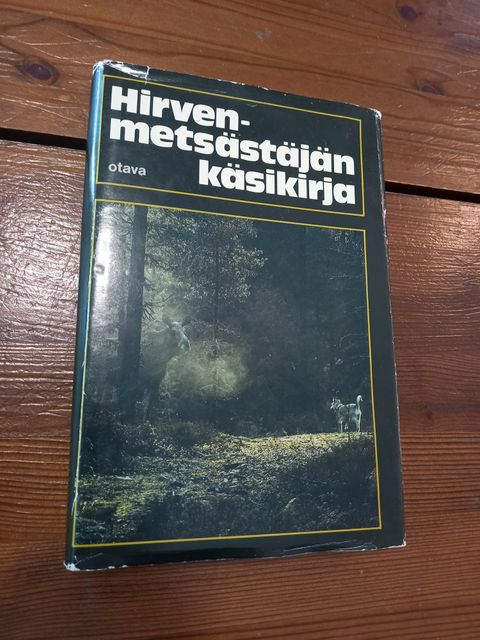 Hirven-
metsästäjän
käsikirja
otava